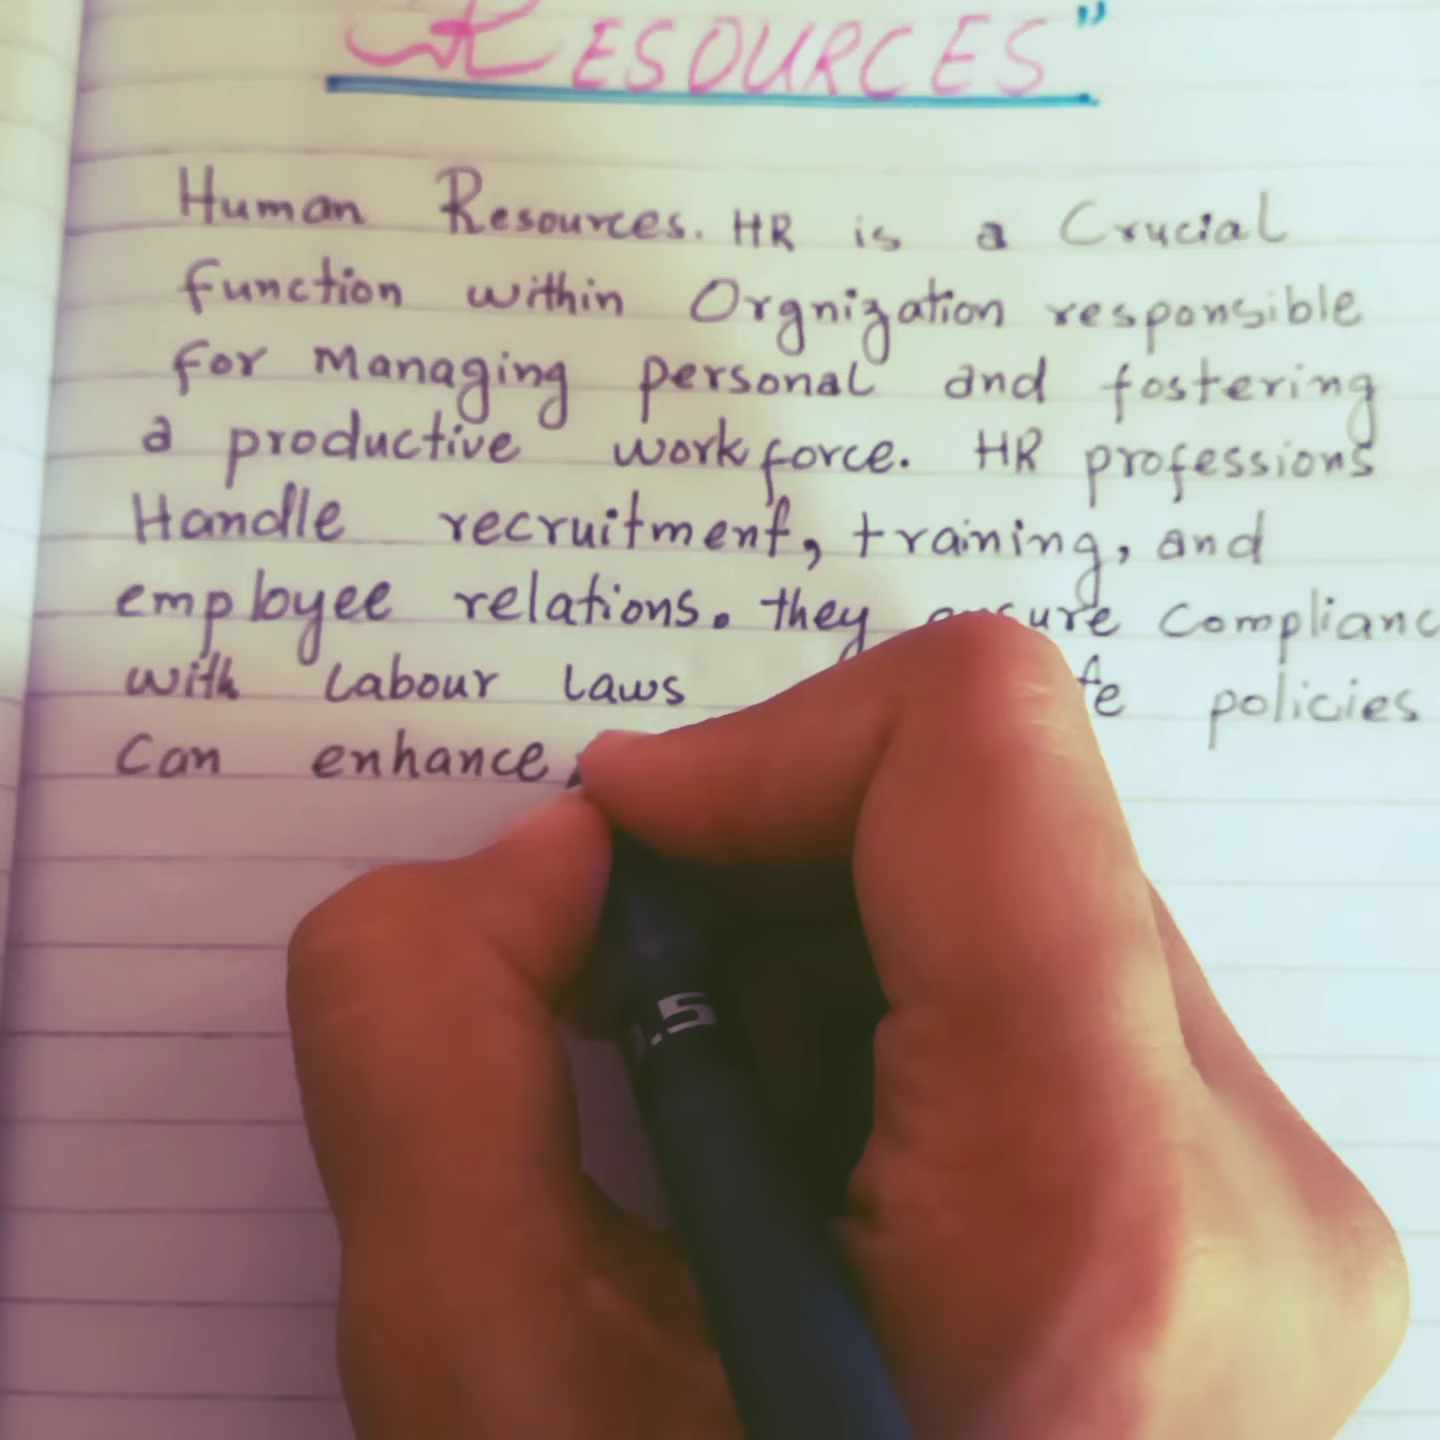 RESOURCES"
Human Resources. HR is a Crucial
function within Orgnization responsible
for managing personal and fostering
a productive workforce. HR professions
Handle recruitment, training, and
employee relations. they Complianc
with Labour Laws policies
Can enhance
.5